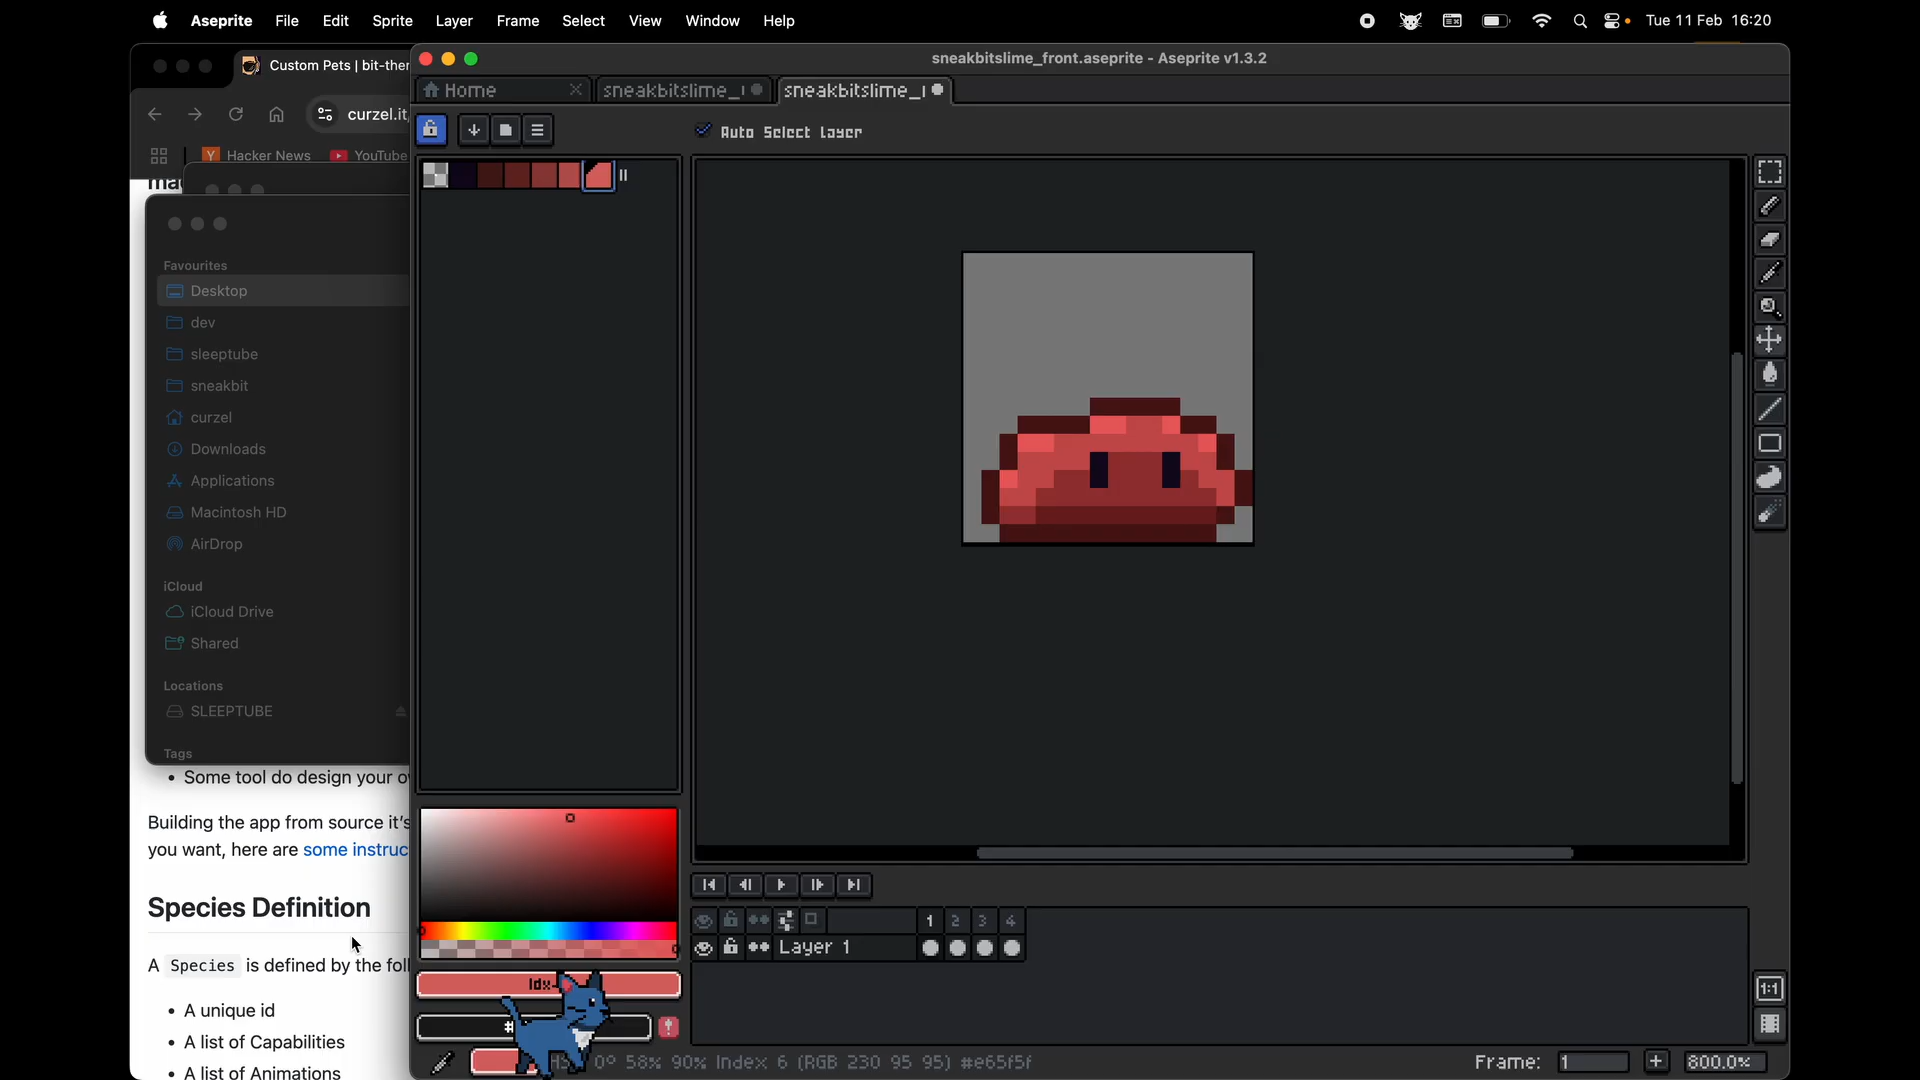 Aseprite File Edit Sprite Layer Frame Select View Window Help Tue 11 Feb 16:20
Custom Pets | bit-ther
sneakbitslime_front.aseprite - Aseprite v1.3.2
Home sneakbitslime_ sneakbitslime_
curzel.it/
Auto Select Layer
Hacker News YouTube
Favourites
Desktop
dev
sleeptube
sneakbit
curzel
Downloads
Applications
Macintosh HD
AirDrop
iCloud
iCloud Drive
Shared
Locations
SLEEPTUBE
Tags
• Some tool do design your o
Building the app from source it's
you want, here are some instruc
Species Definition
A Species is defined by the foll
• A unique id
• A list of Capabilities
• A list of Animations
1 2 3 4
Layer 1
Idx-
#
1:1
0° 58% 90% Index 6 (RGB 230 95 95) #e65f5f
Frame: 1 + 800.0%